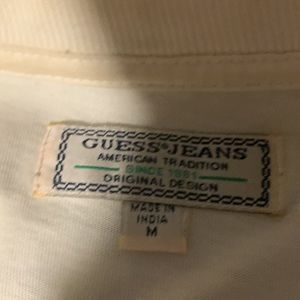 GUESS JEANS
AMERICAN TRADITION
SINCE 1981
ORIGINAL DESIGN
MADE IN
INDIA
M